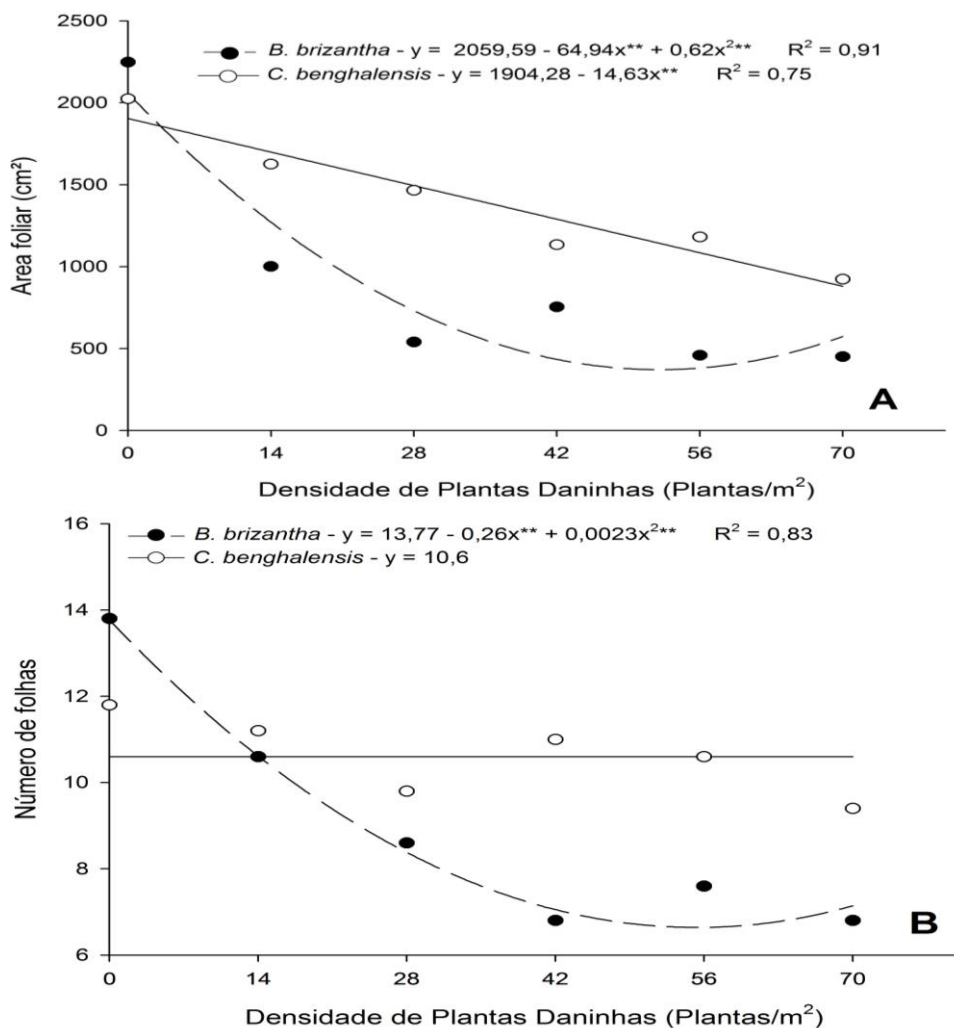 2500
B. brizantha - y = 2059,59 - 64,94x** + 0,62x²** R² = 0,91
C. benghalensis - y = 1904,28 - 14,63x** R² = 0,75
2000
1500
1000
500
0
Area foliar (cm²)
A
0 14 28 42 56 70
Densidade de Plantas Daninhas (Plantas/m²)
16
B. brizantha - y = 13,77 - 0,26x** + 0,0023x²** R² = 0,83
C. benghalensis - y = 10,6
14
12
10
8
6
Número de folhas
B
0 14 28 42 56 70
Densidade de Plantas Daninhas (Plantas/m²)